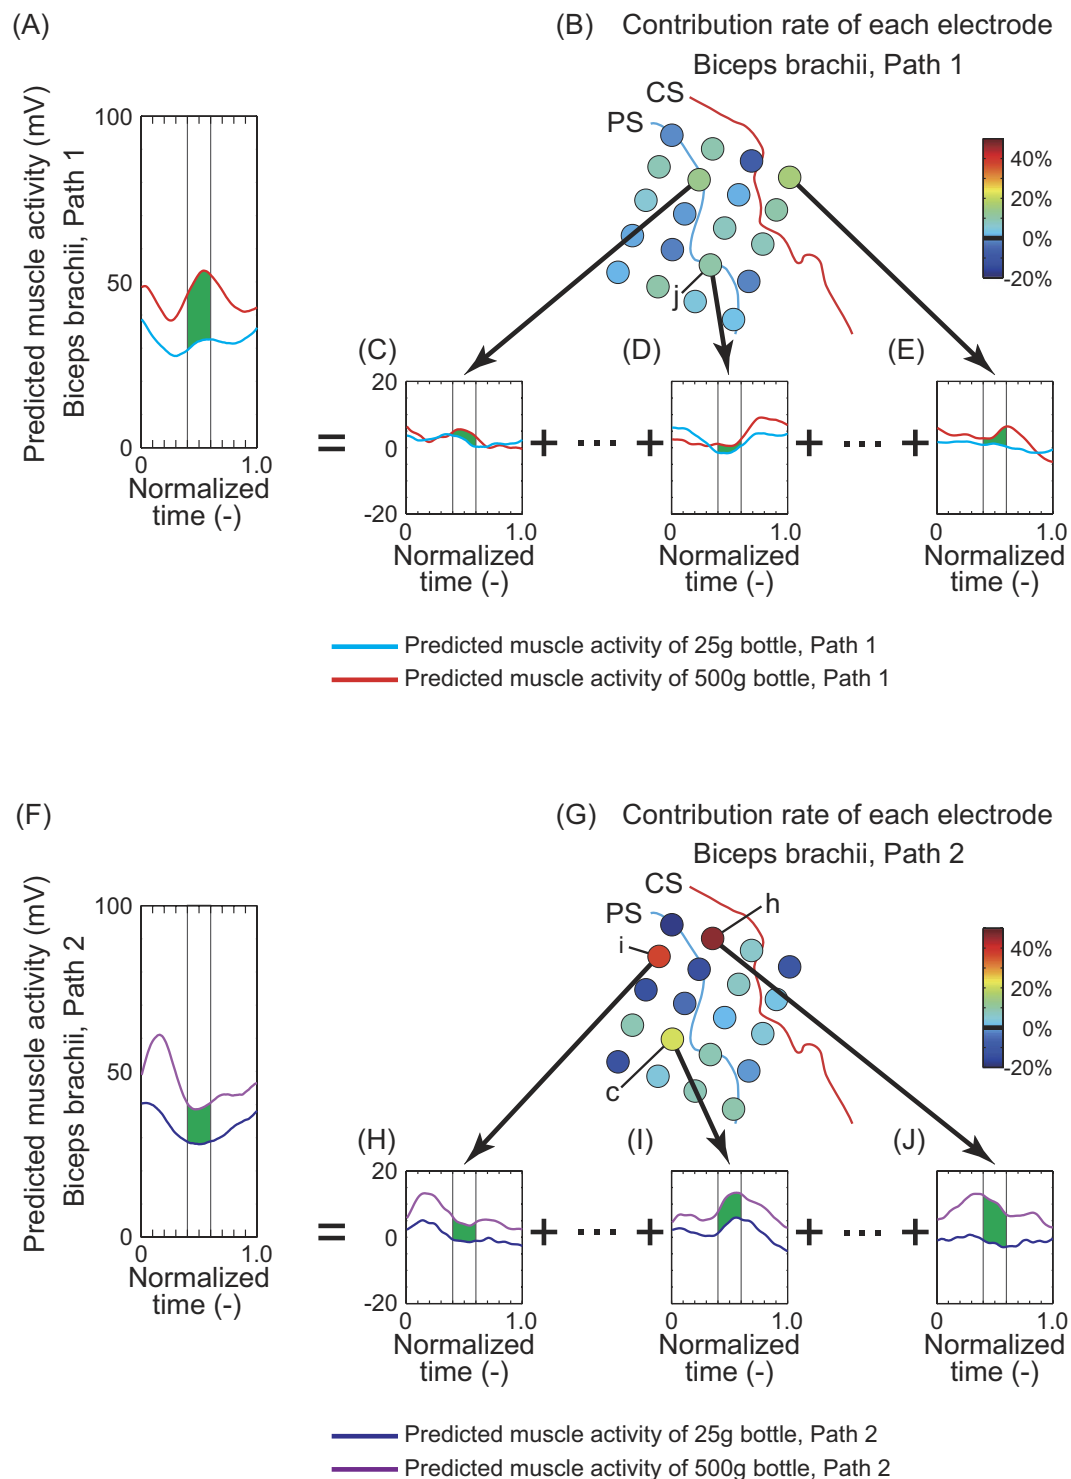 (A)
(B) Contribution rate of each electrode
Biceps brachii, Path 1
Predicted muscle activity (mV)
Biceps brachii, Path 1
100
50
0
0 1.0
Normalized
time (-)
CS
PS
j
40%
20%
0%
-20%
(C) (D) (E)
= + ... + + ... +
20
0
-20
0 1.0
Normalized
time (-)
0 1.0
Normalized
time (-)
0 1.0
Normalized
time (-)
Predicted muscle activity of 25g bottle, Path 1
Predicted muscle activity of 500g bottle, Path 1
(F)
(G) Contribution rate of each electrode
Biceps brachii, Path 2
Predicted muscle activity (mV)
Biceps brachii, Path 2
100
50
0
0 1.0
Normalized
time (-)
CS
PS
h
i
c
40%
20%
0%
-20%
(H) (I) (J)
= + ... + + ... +
20
0
-20
0 1.0
Normalized
time (-)
0 1.0
Normalized
time (-)
0 1.0
Normalized
time (-)
Predicted muscle activity of 25g bottle, Path 2
Predicted muscle activity of 500g bottle, Path 2